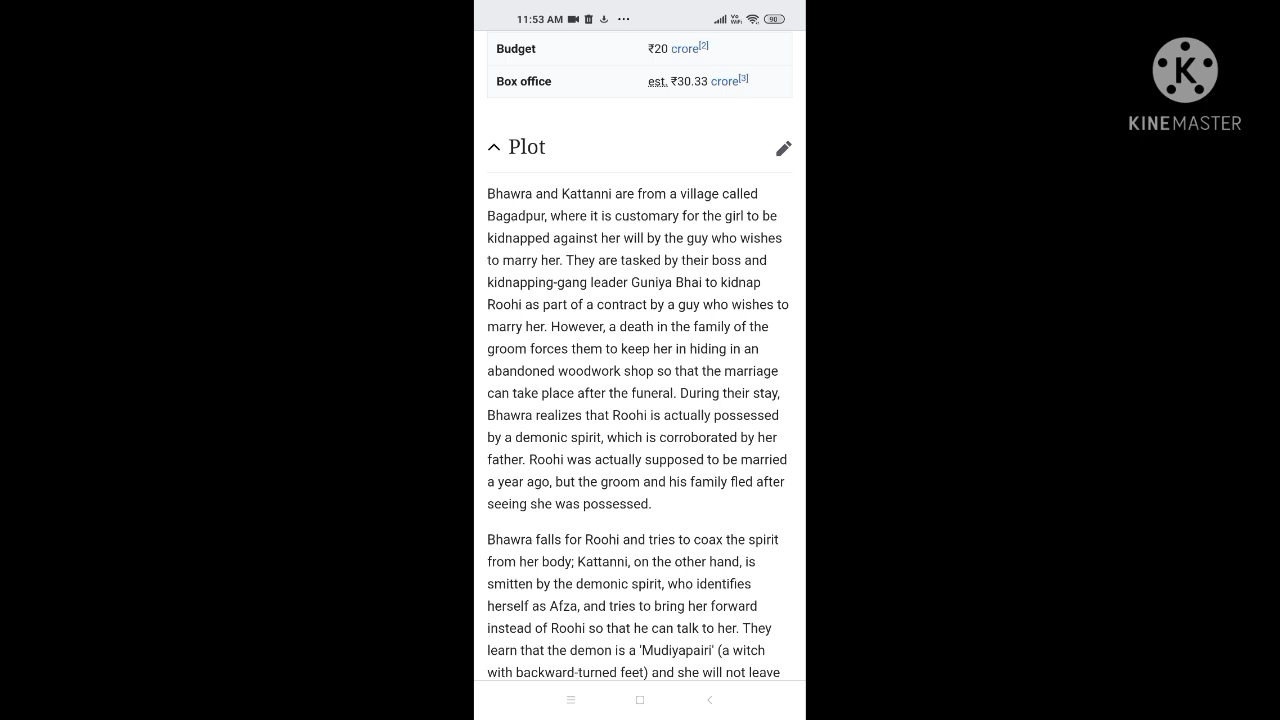 11:53 AM
Vo
WiFi
90
Budget ₹20 crore[2]
Box office est. ₹30.33 crore[3]
Plot
Bhawra and Kattanni are from a village called
Bagadpur, where it is customary for the girl to be
kidnapped against her will by the guy who wishes
to marry her. They are tasked by their boss and
kidnapping-gang leader Guniya Bhai to kidnap
Roohi as part of a contract by a guy who wishes to
marry her. However, a death in the family of the
groom forces them to keep her in hiding in an
abandoned woodwork shop so that the marriage
can take place after the funeral. During their stay,
Bhawra realizes that Roohi is actually possessed
by a demonic spirit, which is corroborated by her
father. Roohi was actually supposed to be married
a year ago, but the groom and his family fled after
seeing she was possessed.
Bhawra falls for Roohi and tries to coax the spirit
from her body; Kattanni, on the other hand, is
smitten by the demonic spirit, who identifies
herself as Afza, and tries to bring her forward
instead of Roohi so that he can talk to her. They
learn that the demon is a 'Mudiyapairi' (a witch
with backward-turned feet) and she will not leave
K
KINEMASTER